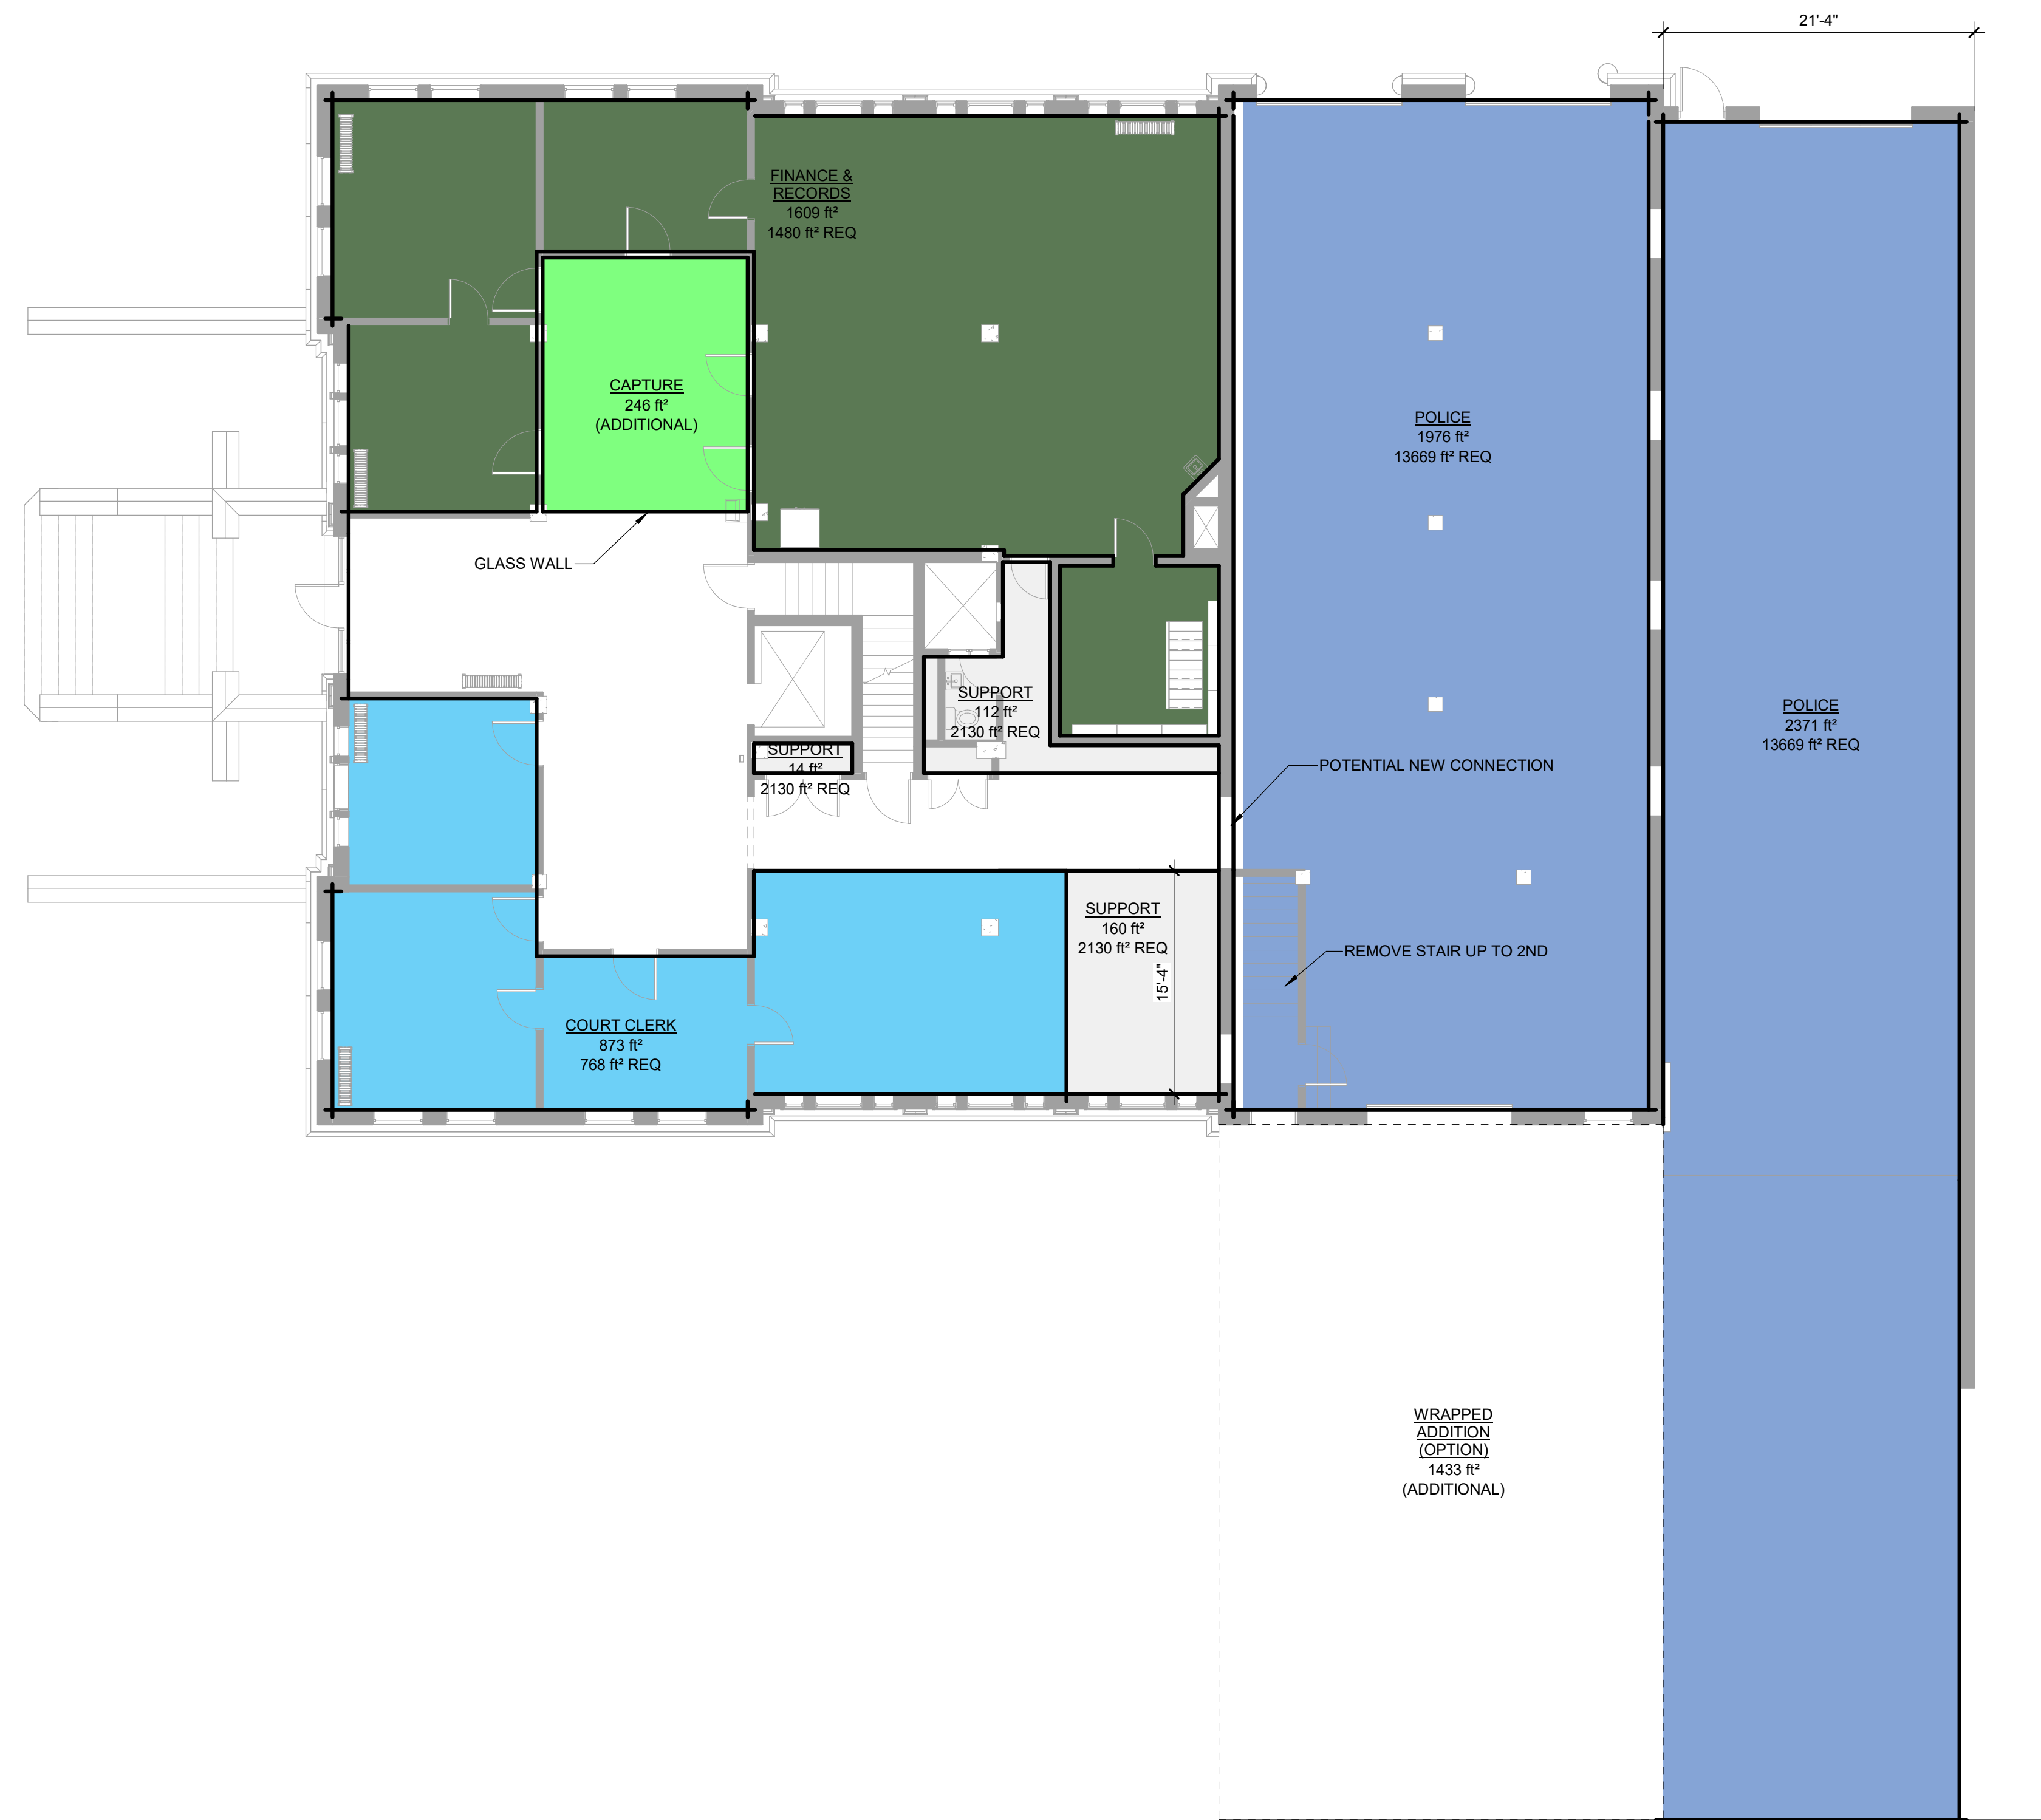 21'-4"
FINANCE &
RECORDS
1609 ft²
1480 ft² REQ
CAPTURE
246 ft²
(ADDITIONAL)
POLICE
1976 ft²
13669 ft² REQ
GLASS WALL
SUPPORT
112 ft²
2130 ft² REQ
POLICE
2371 ft²
13669 ft² REQ
SUPPORT
14 ft²
2130 ft² REQ
POTENTIAL NEW CONNECTION
SUPPORT
160 ft²
2130 ft² REQ
15'-4"
REMOVE STAIR UP TO 2ND
COURT CLERK
873 ft²
768 ft² REQ
WRAPPED
ADDITION
(OPTION)
1433 ft²
(ADDITIONAL)